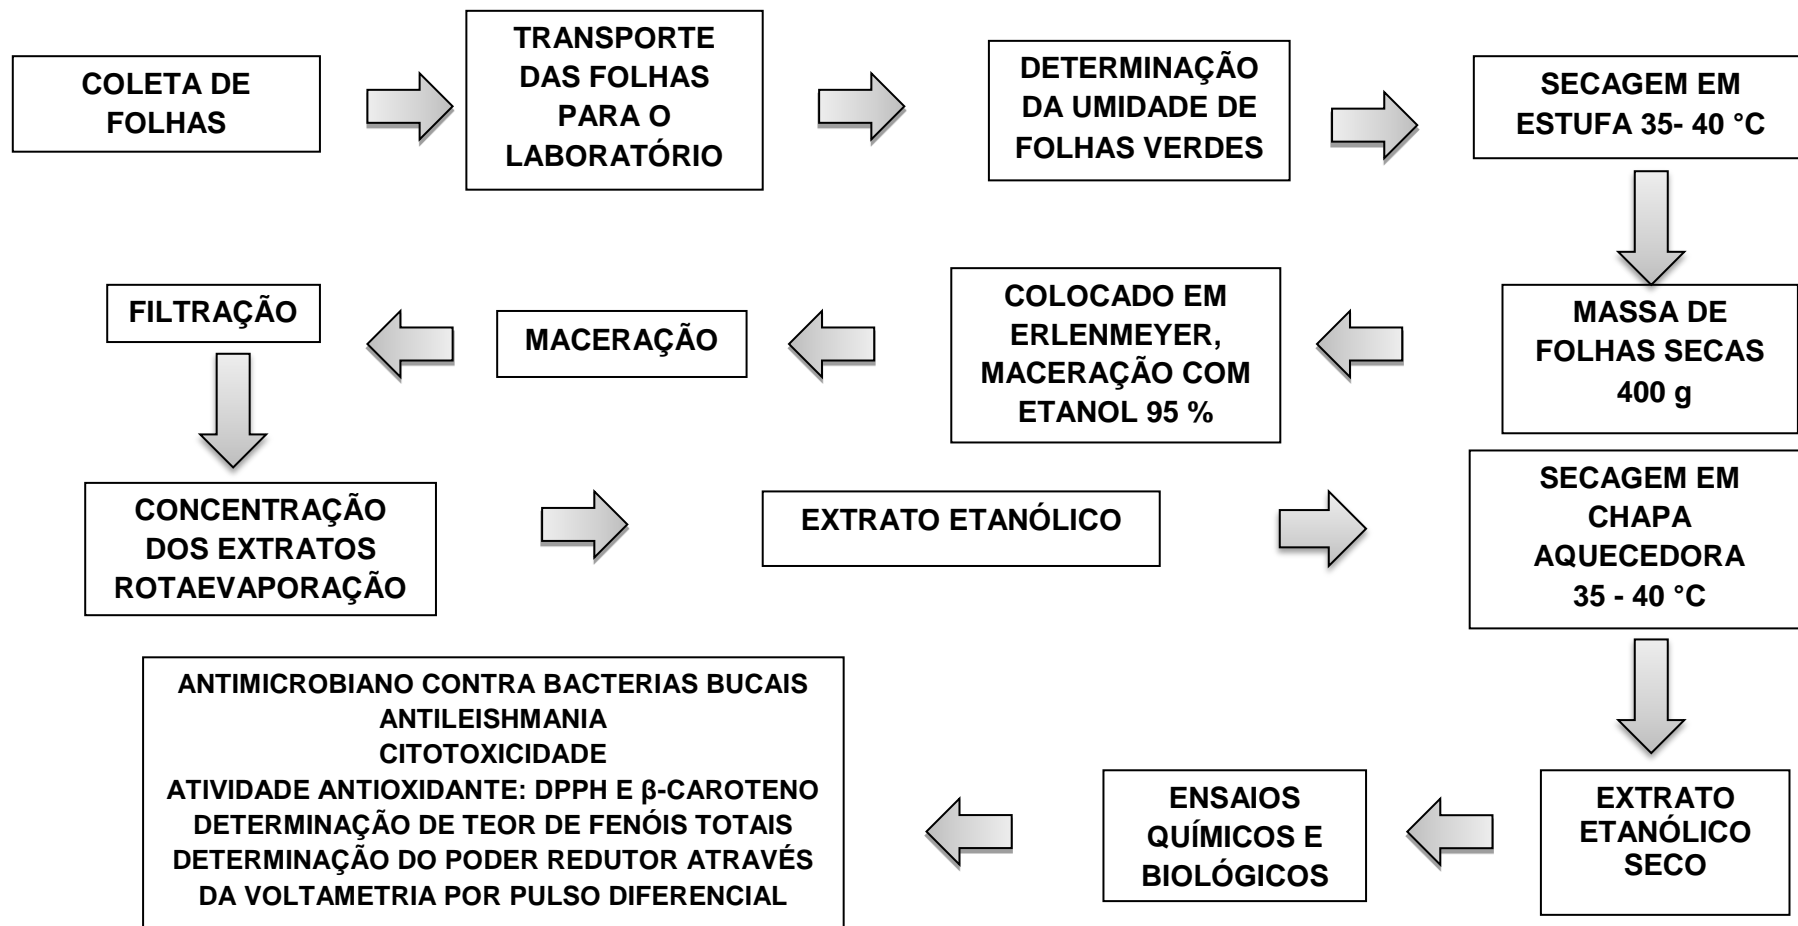 COLETA DE
FOLHAS
TRANSPORTE
DAS FOLHAS
PARA O
LABORATÓRIO
DETERMINAÇÃO
DA UMIDADE DE
FOLHAS VERDES
SECAGEM EM
ESTUFA 35- 40 °C
MASSA DE
FOLHAS SECAS
400 g
COLOCADO EM
ERLENMEYER,
MACERAÇÃO COM
ETANOL 95 %
MACERAÇÃO
FILTRAÇÃO
CONCENTRAÇÃO
DOS EXTRATOS
ROTAEVAPORAÇÃO
EXTRATO ETANÓLICO
SECAGEM EM
CHAPA
AQUECEDORA
35 - 40 °C
EXTRATO
ETANÓLICO
SECO
ENSAIOS
QUÍMICOS E
BIOLÓGICOS
ANTIMICROBIANO CONTRA BACTERIAS BUCAIS
ANTILEISHMANIA
CITOTOXICIDADE
ATIVIDADE ANTIOXIDANTE: DPPH E β-CAROTENO
DETERMINAÇÃO DE TEOR DE FENÓIS TOTAIS
DETERMINAÇÃO DO PODER REDUTOR ATRAVÉS
DA VOLTAMETRIA POR PULSO DIFERENCIAL